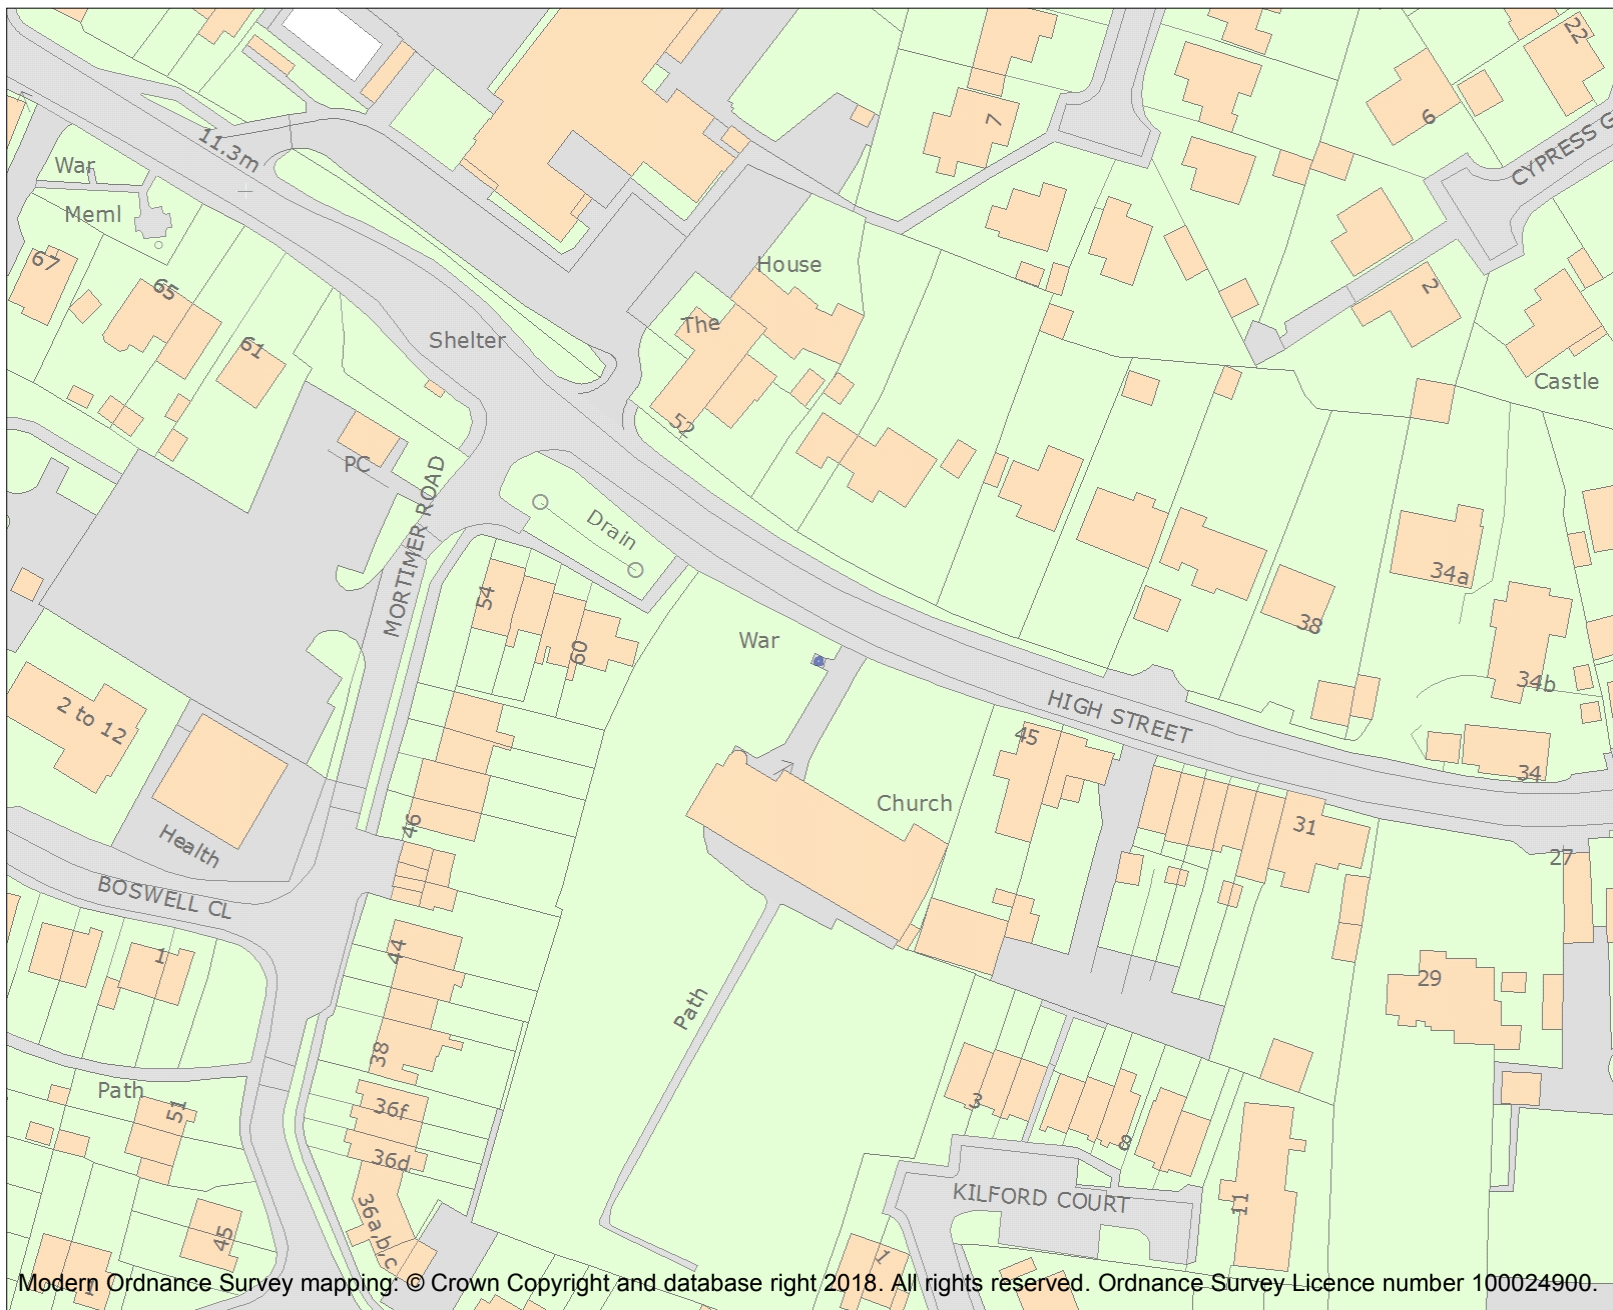 22
7
6
CYPRESS G
11.3m
War
Meml
67
65
House
2
The
Shelter
61
Castle
52
PC
MORTIMER ROAD
Drain
34a
54
38
60
War
34b
HIGH STREET
2 to 12
45
34
Church
46
31
Health
27
BOSWELL CL
44
1
29
Path
38
Path
51
36f
3
8
36d
KILFORD COURT
11
45
36a,b,c
1
1
Modern Ordnance Survey mapping: © Crown Copyright and database right 2018. All rights reserved. Ordnance Survey Licence number 100024900.